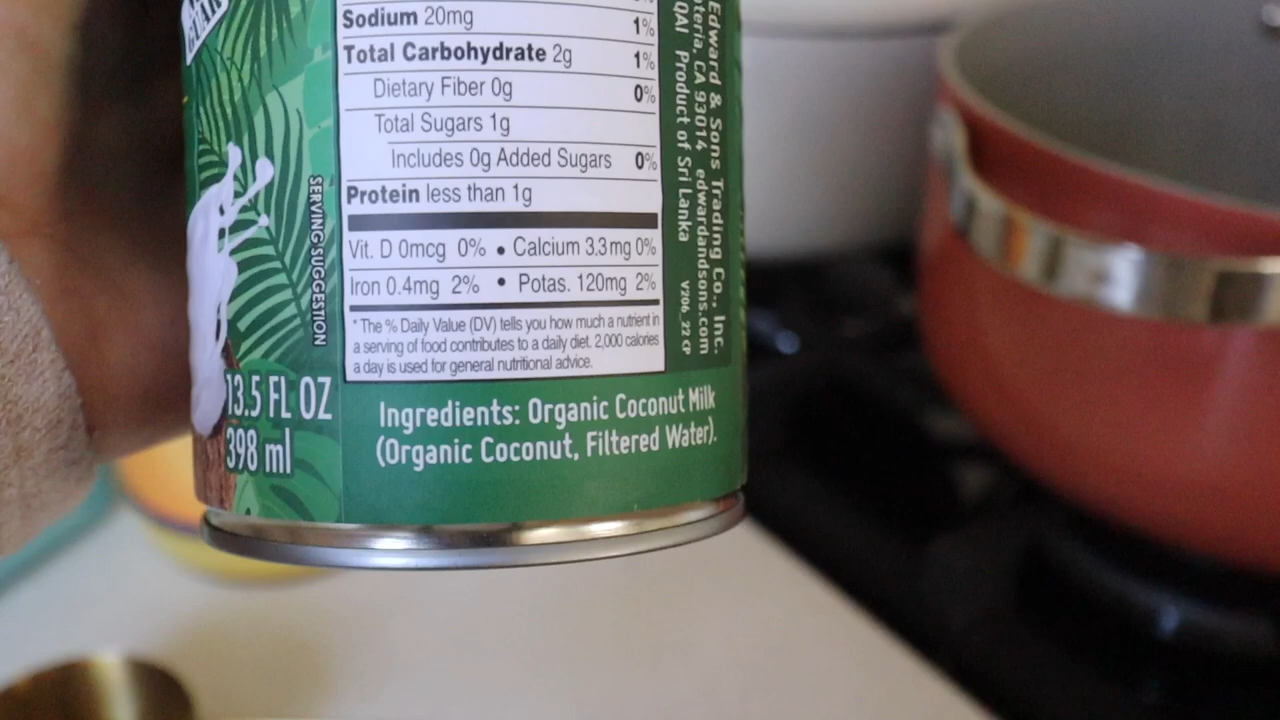 Sodium 20mg 1%
Total Carbohydrate 2g 1%
Dietary Fiber 0g 0%
Total Sugars 1g
Includes 0g Added Sugars 0%
Protein less than 1g
Vit. D 0mcg 0% • Calcium 3.3mg 0%
Iron 0.4mg 2% • Potas. 120mg 2%
* The % Daily Value (DV) tells you how much a nutrient in
a serving of food contributes to a daily diet. 2,000 calories
a day is used for general nutritional advice.
Ingredients: Organic Coconut Milk
(Organic Coconut, Filtered Water).
SERVING SUGGESTION
13.5 FL OZ
398 ml
Edward & Sons Trading Co., Inc.
CA 93014 edwardandsons.com
QAI Product of Sri Lanka V206_22 CP